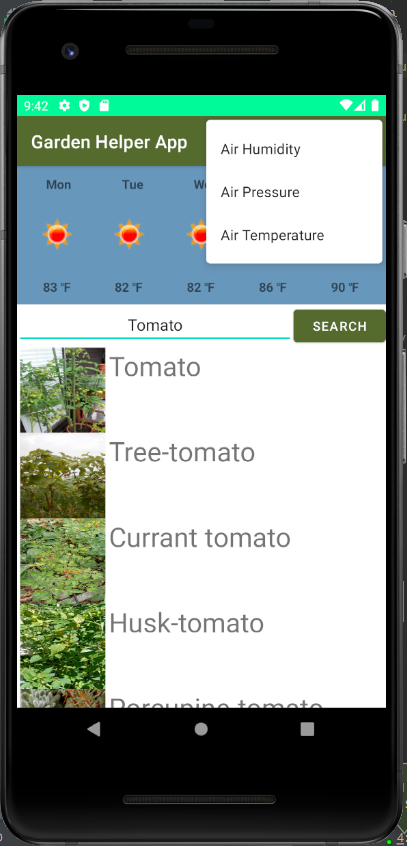 9:42
Garden Helper App
Air Humidity
Air Pressure
Air Temperature
Mon Tue We
83 °F 82 °F 82 °F 86 °F 90 °F
Tomato SEARCH
Tomato
Tree-tomato
Currant tomato
Husk-tomato
Porcupine-tomato